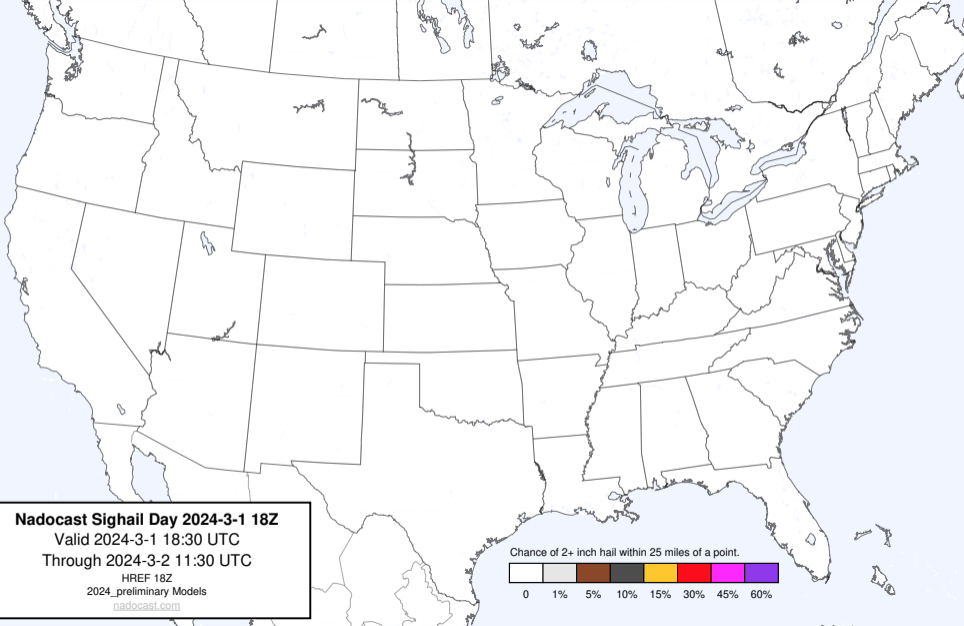 Nadocast Sighail Day 2024-3-1 18Z
Valid 2024-3-1 18:30 UTC
Through 2024-3-2 11:30 UTC
HREF 18Z
2024_preliminary Models
nadocast.com
Chance of 2+ inch hail within 25 miles of a point.
0 1% 5% 10% 15% 30% 45% 60%